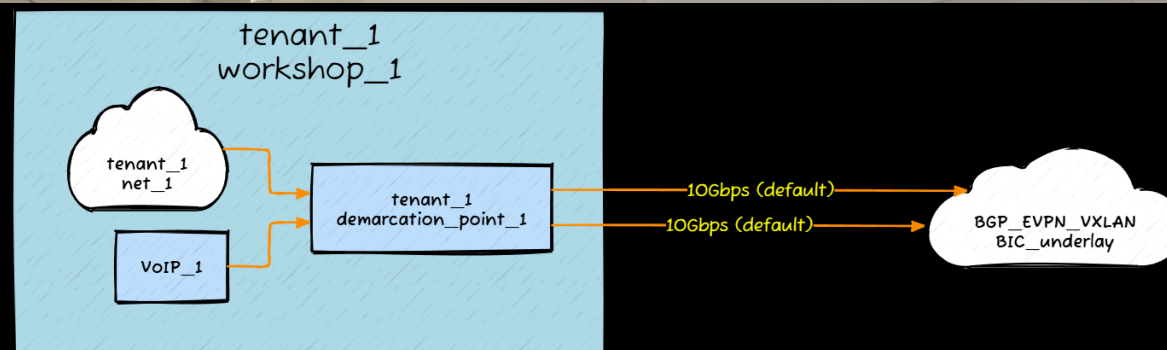 tenant_1
workshop_1
tenant_1
net_1
VoIP_1
tenant_1
demarcation_point_1
10Gbps (default)
10Gbps (default)
BGP_EVPN_VXLAN
BIC_underlay